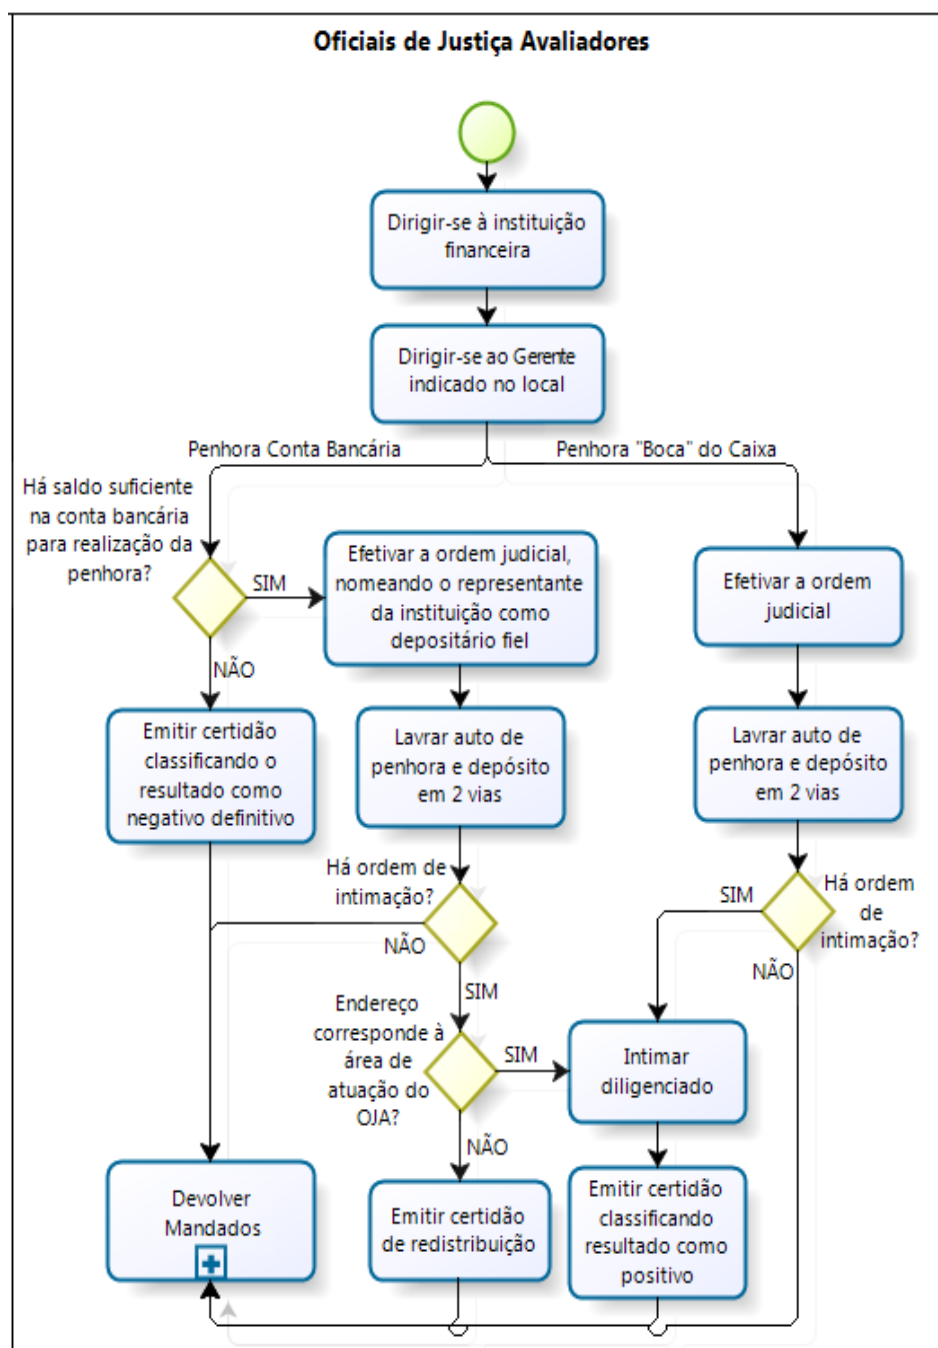 Oficiais de Justiça Avaliadores
Dirigir-se à instituição
financeira
Dirigir-se ao Gerente
indicado no local
Penhora Conta Bancária
Penhora "Boca" do Caixa
Há saldo suficiente
na conta bancária
para realização da
penhora?
SIM
NÃO
Efetivar a ordem judicial,
nomeando o representante
da instituição como
depositário fiel
Efetivar a ordem
judicial
Emitir certidão
classificando o
resultado como
negativo definitivo
Lavrar auto de
penhora e depósito
em 2 vias
Lavrar auto de
penhora e depósito
em 2 vias
Há ordem de
intimação?
NÃO
SIM
SIM
Há ordem
de
intimação?
NÃO
Endereço
corresponde à
área de
atuação do
OJA?
SIM
NÃO
Intimar
diligenciado
Devolver
Mandados
Emitir certidão
de redistribuição
Emitir certidão
classificando
resultado como
positivo